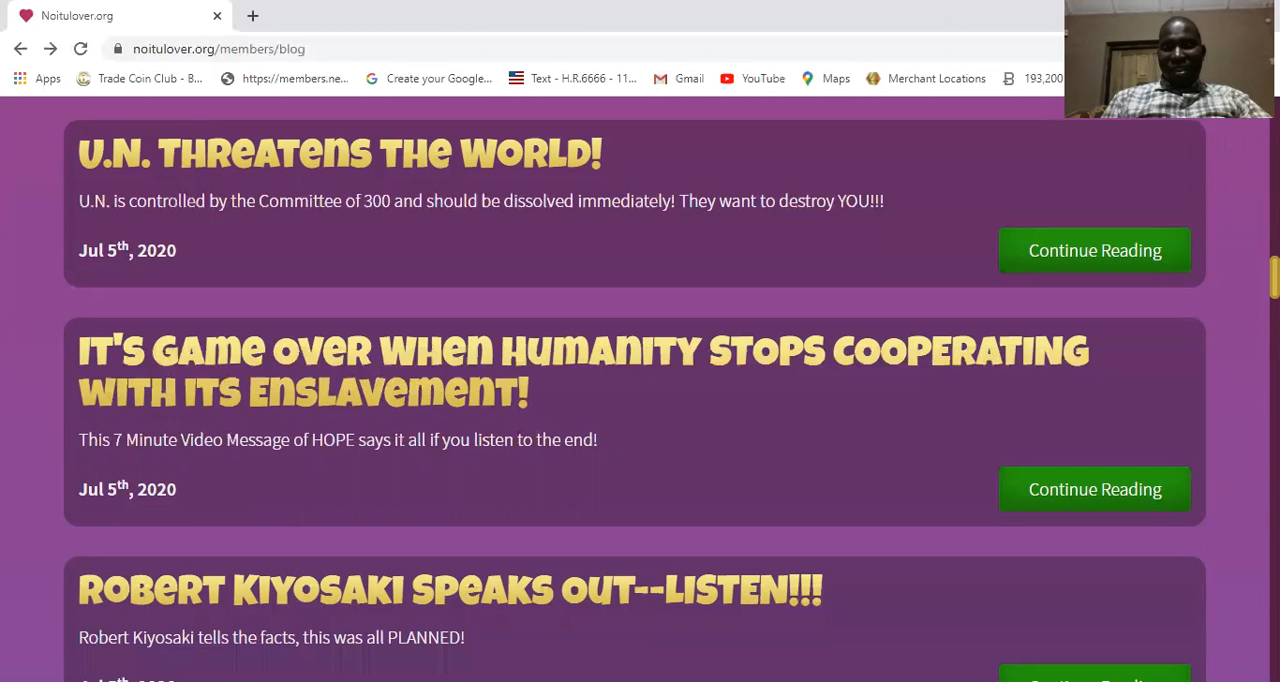 Noitulover.org
noitulover.org/members/blog
Apps Trade Coin Club - B... https://members.ne... Create your Google... Text - H.R.6666 - 11... Gmail YouTube Maps Merchant Locations 193,200
U.N. THREATENS THE WORLD!
U.N. is controlled by the Committee of 300 and should be dissolved immediately! They want to destroy YOU!!!
Jul 5th, 2020
Continue Reading
IT'S GAME OVER WHEN HUMANITY STOPS COOPERATING
WITH ITS ENSLAVEMENT!
This 7 Minute Video Message of HOPE says it all if you listen to the end!
Jul 5th, 2020
Continue Reading
ROBERT KIYOSAKI SPEAKS OUT--LISTEN!!!
Robert Kiyosaki tells the facts, this was all PLANNED!